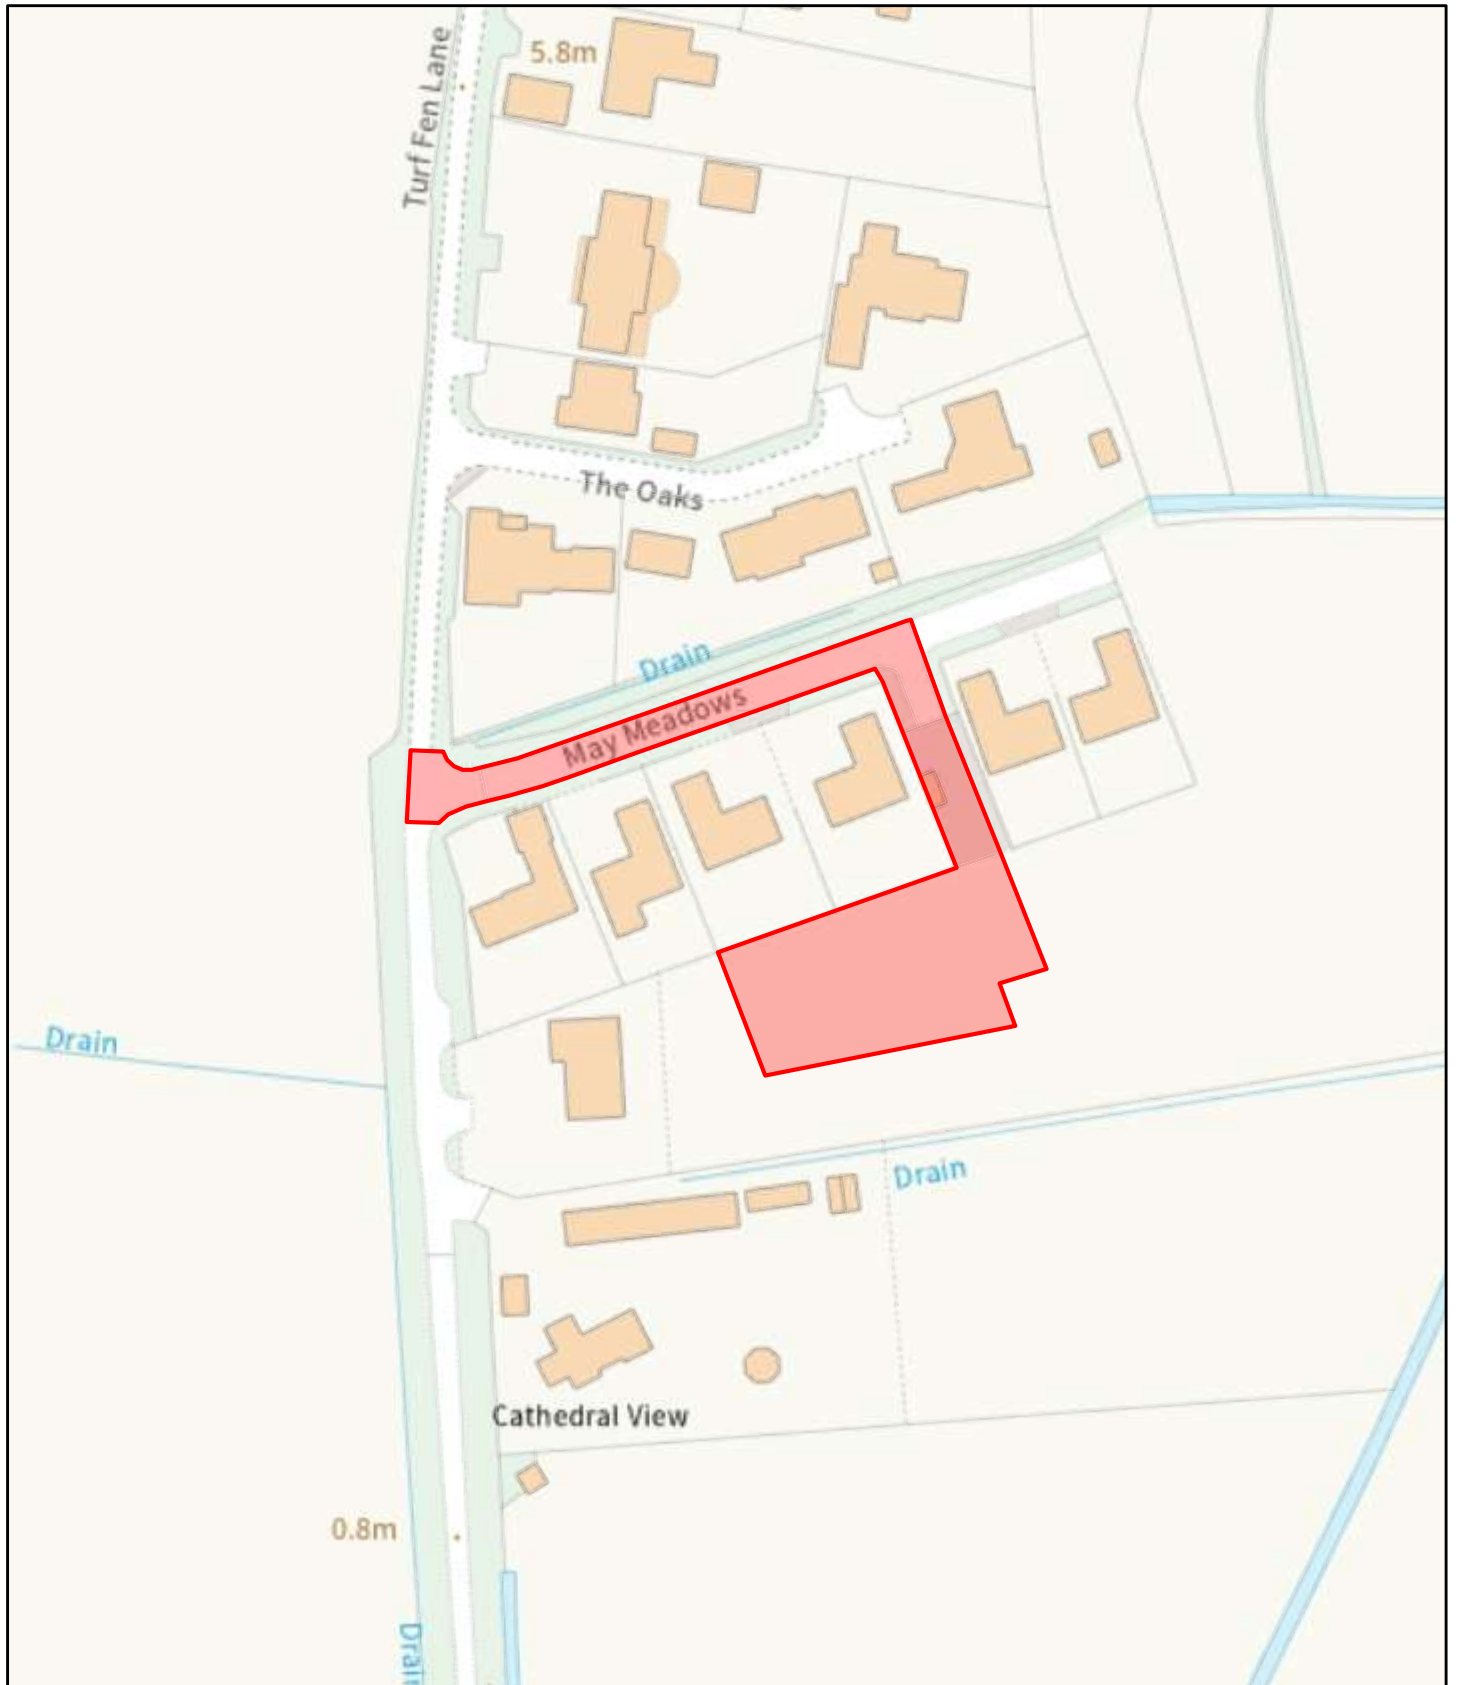 5.8m
Turf Fen Lane
The Oaks
Drain
May Meadows
Drain
Drain
Cathedral View
0.8m
Drain